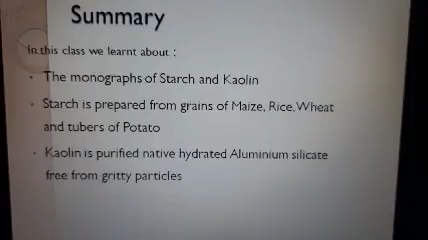 Summary
In this class we learnt about :
• The monographs of Starch and Kaolin
• Starch is prepared from grains of Maize, Rice, Wheat
and tubers of Potato
• Kaolin is purified native hydrated Aluminium silicate
free from gritty particles